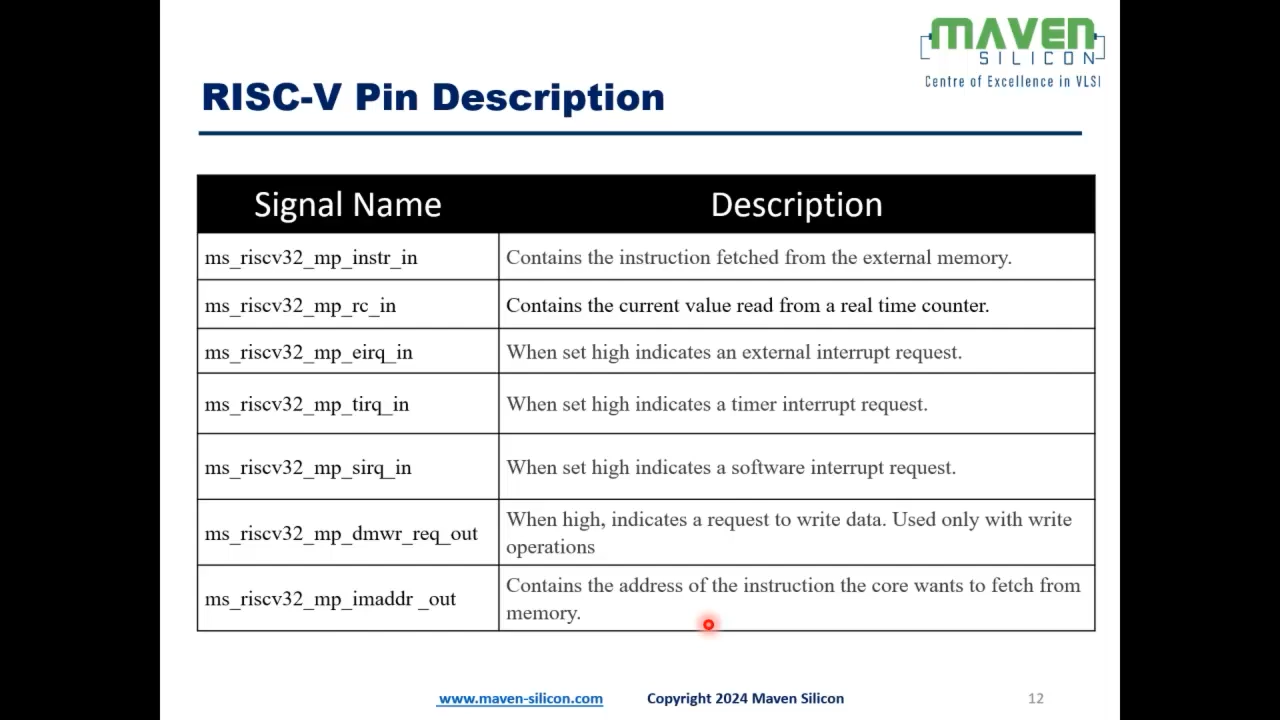 MAVEN
SILICON
Centre of Excellence in VLSI
RISC-V Pin Description
Signal Name
Description
ms_riscv32_mp_instr_in
Contains the instruction fetched from the external memory.
ms_riscv32_mp_rc_in
Contains the current value read from a real time counter.
ms_riscv32_mp_eirq_in
When set high indicates an external interrupt request.
ms_riscv32_mp_tirq_in
When set high indicates a timer interrupt request.
ms_riscv32_mp_sirq_in
When set high indicates a software interrupt request.
ms_riscv32_mp_dmwr_req_out
When high, indicates a request to write data. Used only with write
operations
ms_riscv32_mp_imaddr _out
Contains the address of the instruction the core wants to fetch from
memory.
www.maven-silicon.com
Copyright 2024 Maven Silicon
12